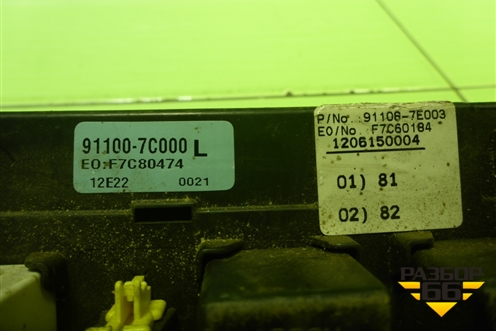 91100-7C000 L
EO:F7C80474
12E22 0021
P/No.:91108-7E003
EO/No.: F7C60184
1206150004
01) 81
02) 82
РАЗБОР
66